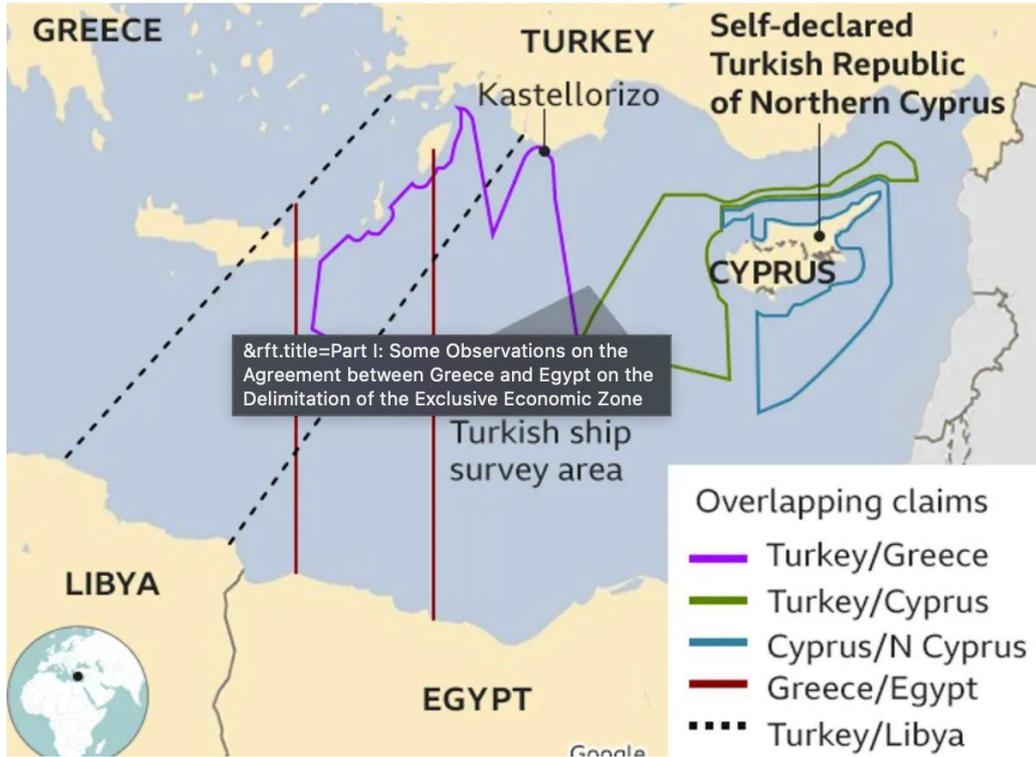 GREECE
TURKEY
Self-declared
Turkish Republic
of Northern Cyprus
Kastellorizo
CYPRUS
&rft.title=Part I: Some Observations on the
Agreement between Greece and Egypt on the
Delimitation of the Exclusive Economic Zone
Turkish ship
survey area
LIBYA
EGYPT
Google
Overlapping claims
Turkey/Greece
Turkey/Cyprus
Cyprus/N Cyprus
Greece/Egypt
Turkey/Libya